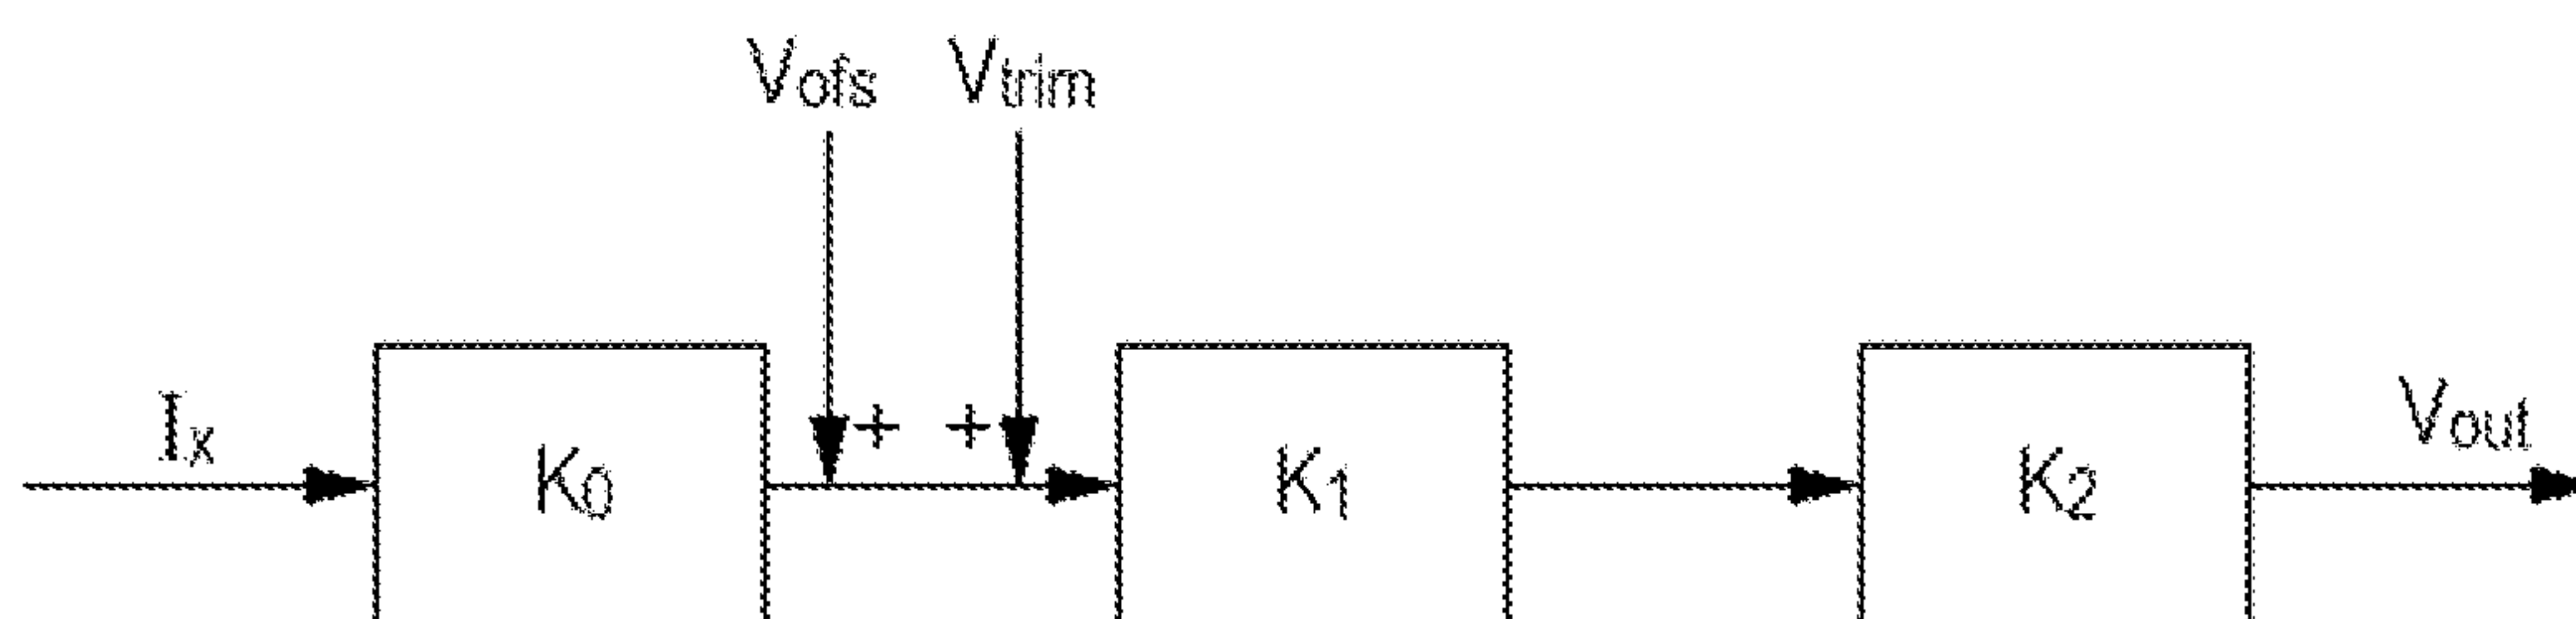 Vofs Vtrim
+ +
Ix K0 K1 K2 Vout